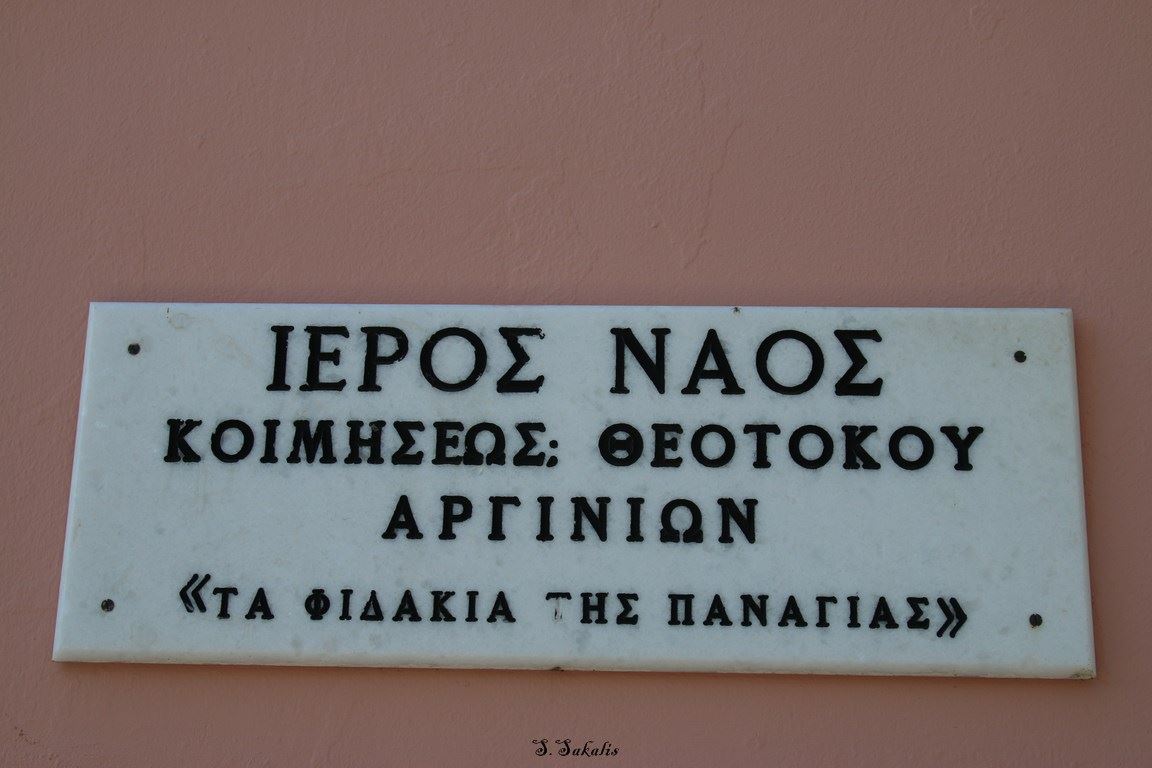 ΙΕΡΟΣ ΝΑΟΣ
ΚΟΙΜΗΣΕΩΣ; ΘΕΟΤΟΚΟΥ
ΑΡΓΙΝΙΩΝ
«ΤΑ ΦΙΔΑΚΙΑ ΤΗΣ ΠΑΝΑΓΙΑΣ»
S.Sakalis